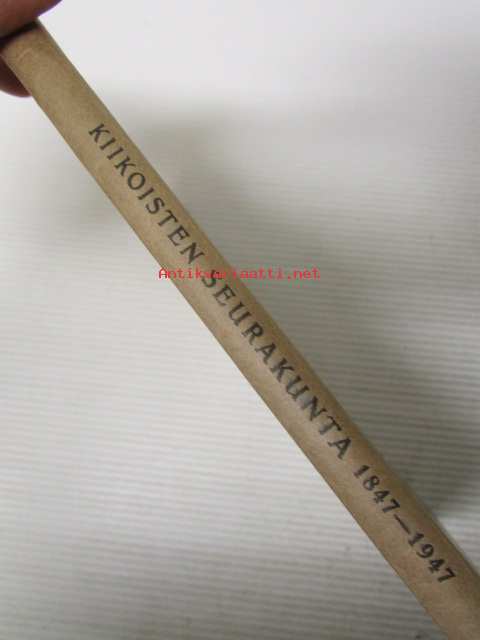 KIIKOISTEN SEURAKUNTA 1847—1947
Antikvariaatti.net